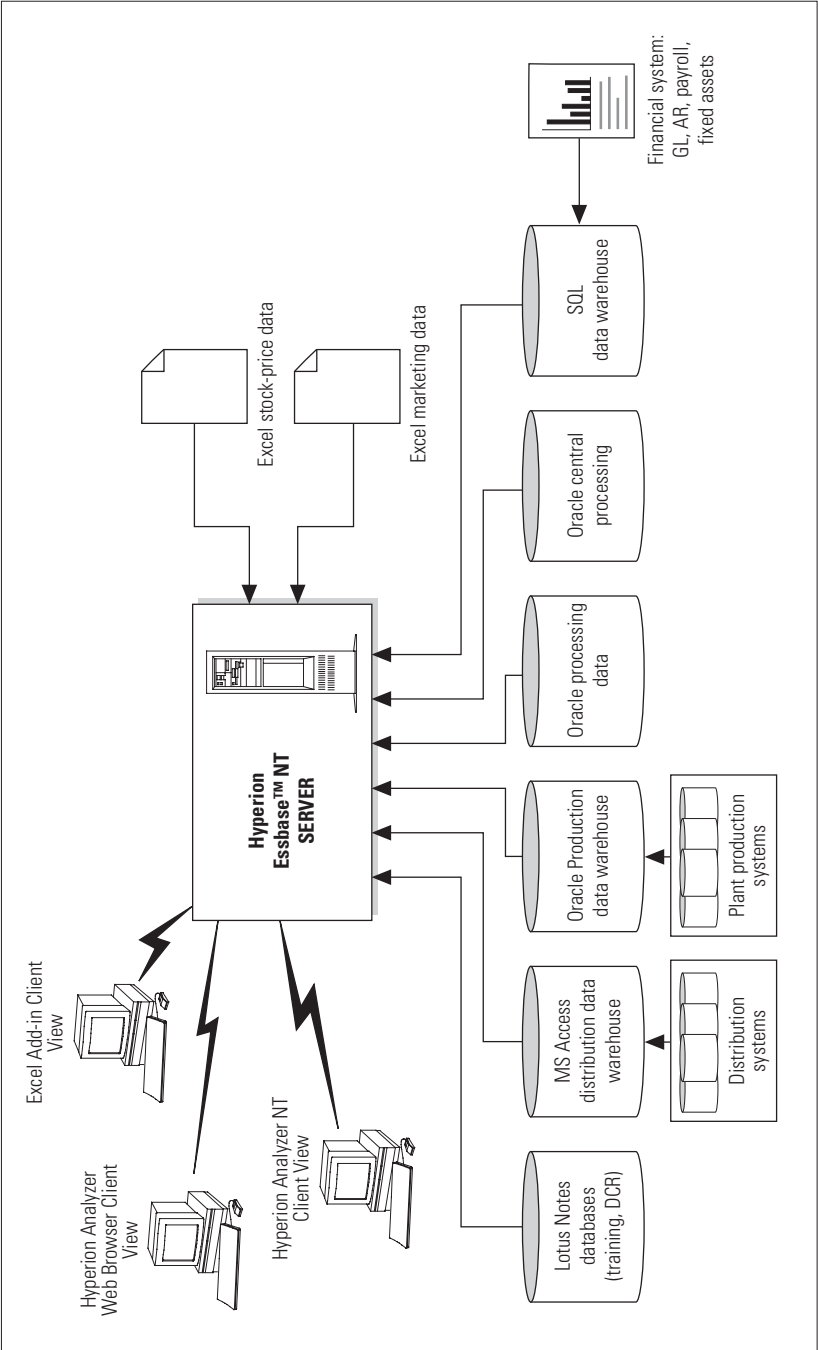 Excel Add-in Client
View
Hyperion Analyzer
Web Browser Client
View
Hyperion Analyzer NT
Client View
Hyperion
Essbase™ NT
SERVER
Excel stock-price data
Excel marketing data
Lotus Notes
databases
(training, DCR)
MS Access
distribution data
warehouse
Oracle Production
data warehouse
Oracle processing
data
Oracle central
processing
SQL
data warehouse
Distribution
systems
Plant production
systems
Financial system:
GL, AR, payroll,
fixed assets